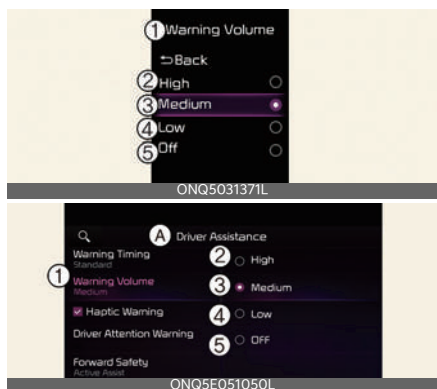 ① Warning Volume
⮌Back
② High
③ Medium
④ Low
⑤ Off
ONQ5031371L
Ⓐ Driver Assistance
Warning Timing
Standard
② High
① Warning Volume
Medium
③ Medium
Haptic Warning
④ Low
Driver Attention Warning
⑤ OFF
Forward Safety
Active Assist
ONQ5E051050L